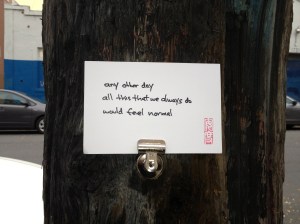 any other day
all this that we always do
would feel normal